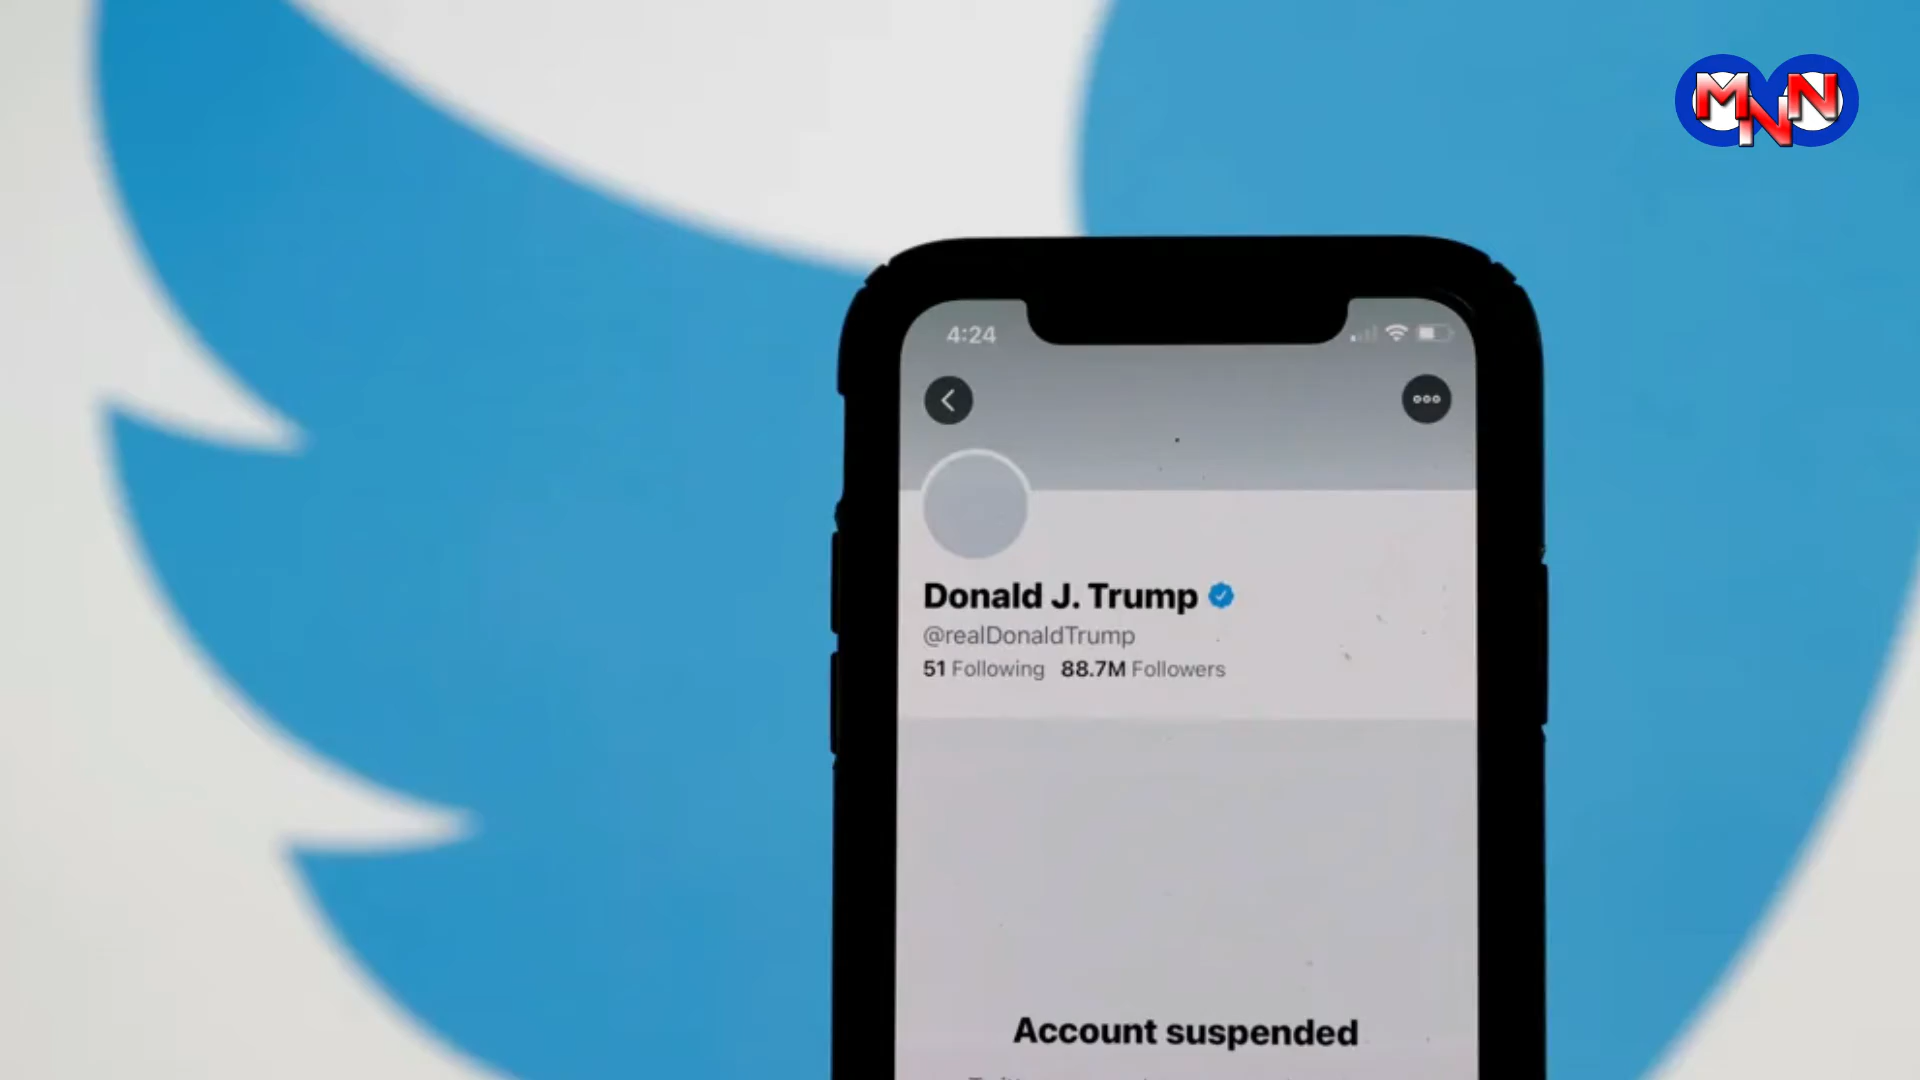 MNN
4:24
Donald J. Trump
@realDonaldTrump
51 Following 88.7M Followers
Account suspended